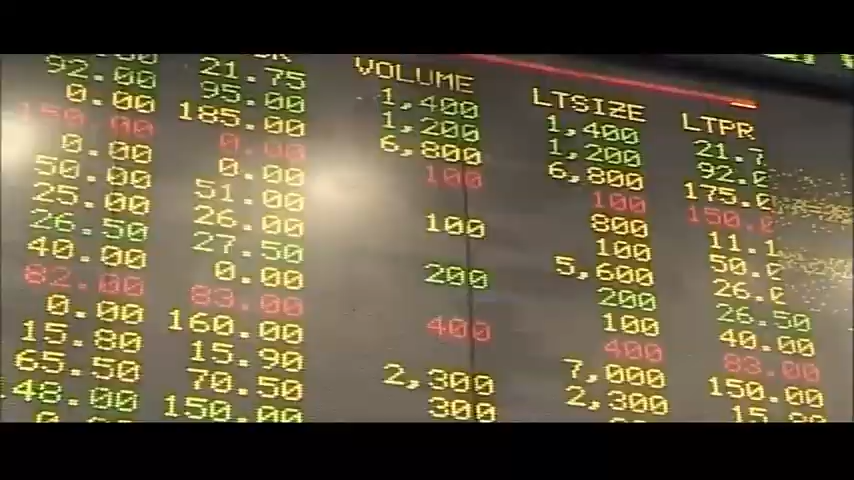 VOLUME LTSIZE LTPR
21.75 1,400 1,400 21.7
92.00 95.00 1,200 1,200 92.0
0.00 185.00 6,800 6,800 175.0
150.00 0.00 100 100 150.0
0.00 0.00 800 11.1
50.00 51.00 100 100 50.0
25.00 26.00 5,600 26.0
26.50 27.50 200 200 26.50
40.00 0.00 100 40.00
82.00 83.00 400 400 83.00
0.00 160.00 7,000 150.00
15.80 15.90 2,300 2,300
65.50 70.50 300
148.00 150.00